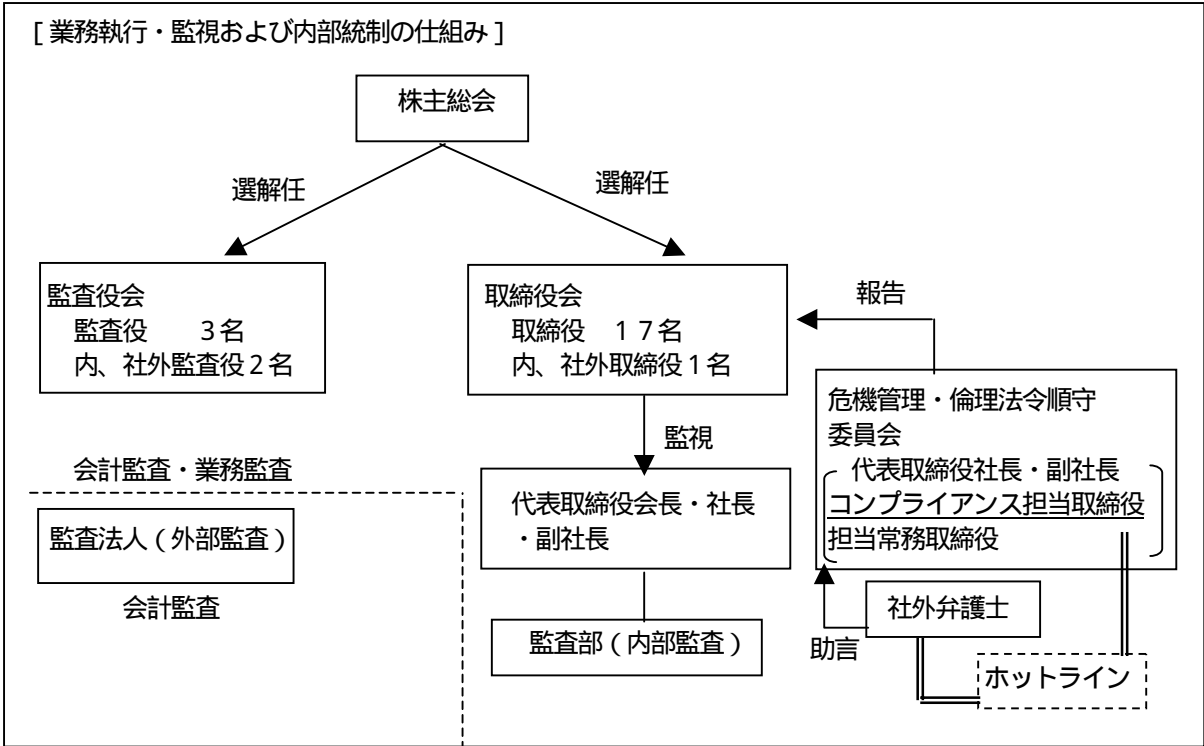 [ 業務執行・監視および内部統制の仕組み ]
株主総会
選解任
選解任
監査役会
監査役　　3名
内、社外監査役2名
取締役会
取締役　１７名
内、社外取締役1名
報告
危機管理・倫理法令順守
委員会
代表取締役社長・副社長
コンプライアンス担当取締役
担当常務取締役
監視
会計監査・業務監査
代表取締役会長・社長
・副社長
監査法人（外部監査）
会計監査
監査部（内部監査）
社外弁護士
助言
ホットライン